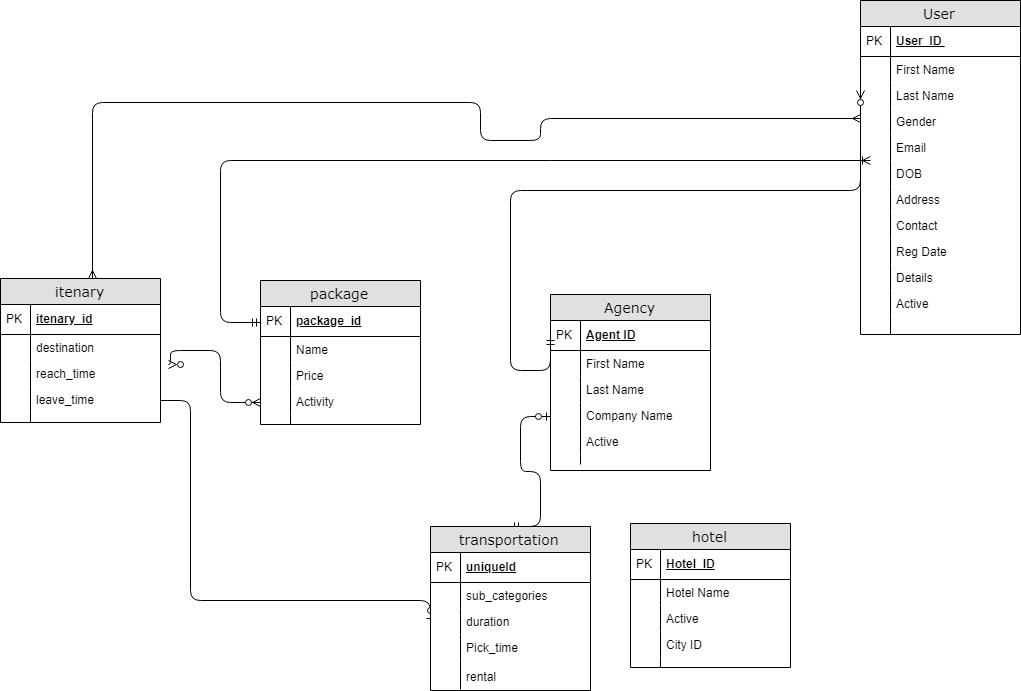 User
PK User_ID
First Name
Last Name
Gender
Email
DOB
Address
Contact
Reg Date
Details
Active
itenary
PK itenary_id
destination
reach_time
leave_time
package
PK package_id
Name
Price
Activity
Agency
PK Agent ID
First Name
Last Name
Company Name
Active
transportation
PK uniqueId
sub_categories
duration
Pick_time
rental
hotel
PK Hotel_ID
Hotel Name
Active
City ID